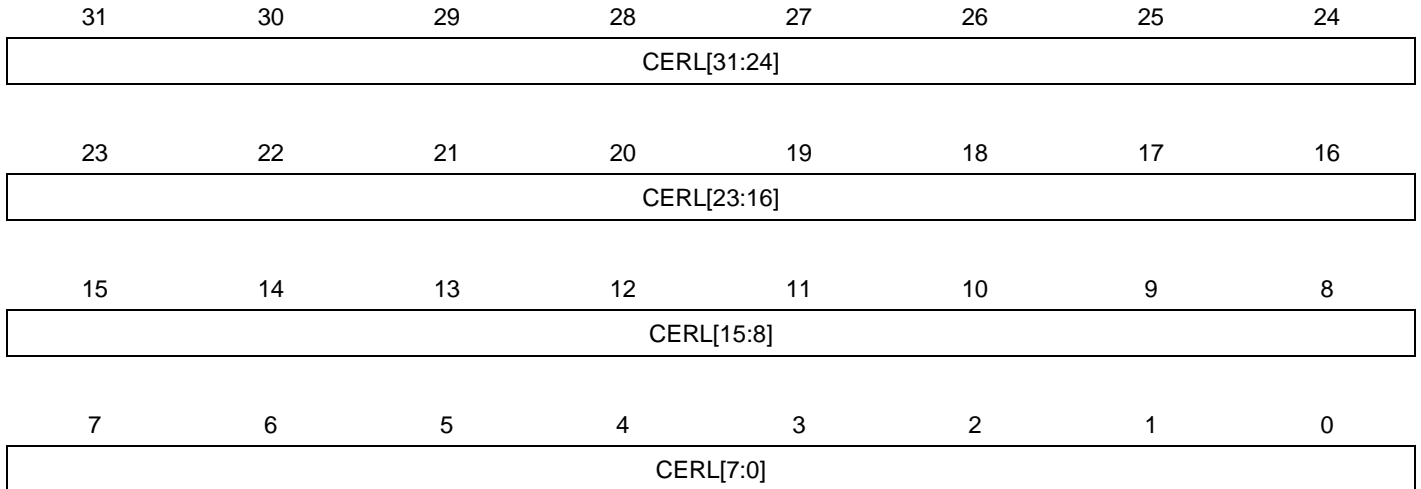 31 30 29 28 27 26 25 24
CERL[31:24]
23 22 21 20 19 18 17 16
CERL[23:16]
15 14 13 12 11 10 9 8
CERL[15:8]
7 6 5 4 3 2 1 0
CERL[7:0]